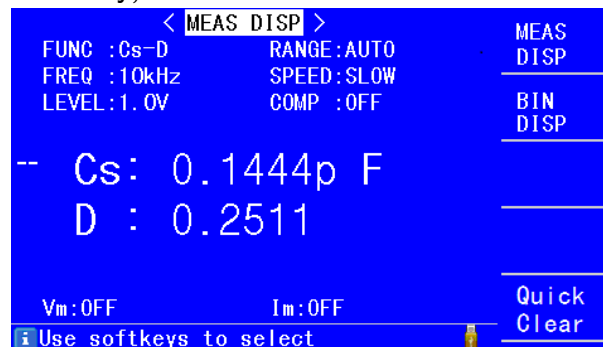 < MEAS DISP >
FUNC :Cs-D RANGE:AUTO
FREQ :10kHz SPEED:SLOW
LEVEL:1.0V COMP :OFF
-- Cs: 0.1444p F
D : 0.2511
Vm:OFF Im:OFF
Use softkeys to select
MEAS
DISP
BIN
DISP
Quick
Clear